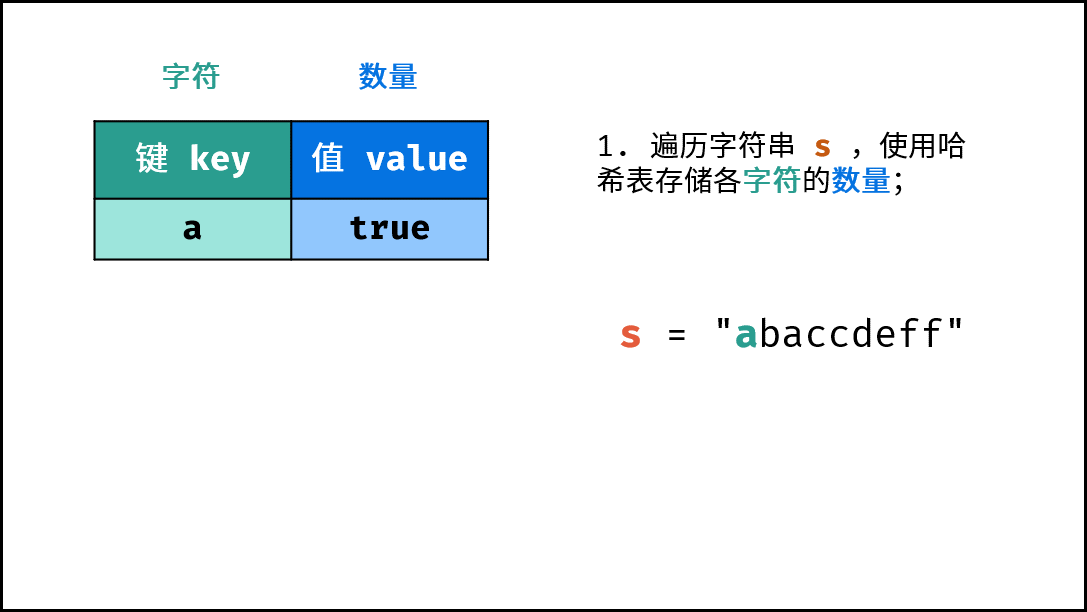 字符 数量
键 key 值 value
a true
1. 遍历字符串 s ，使用哈
希表存储各字符的数量；
s = "abaccdeff"